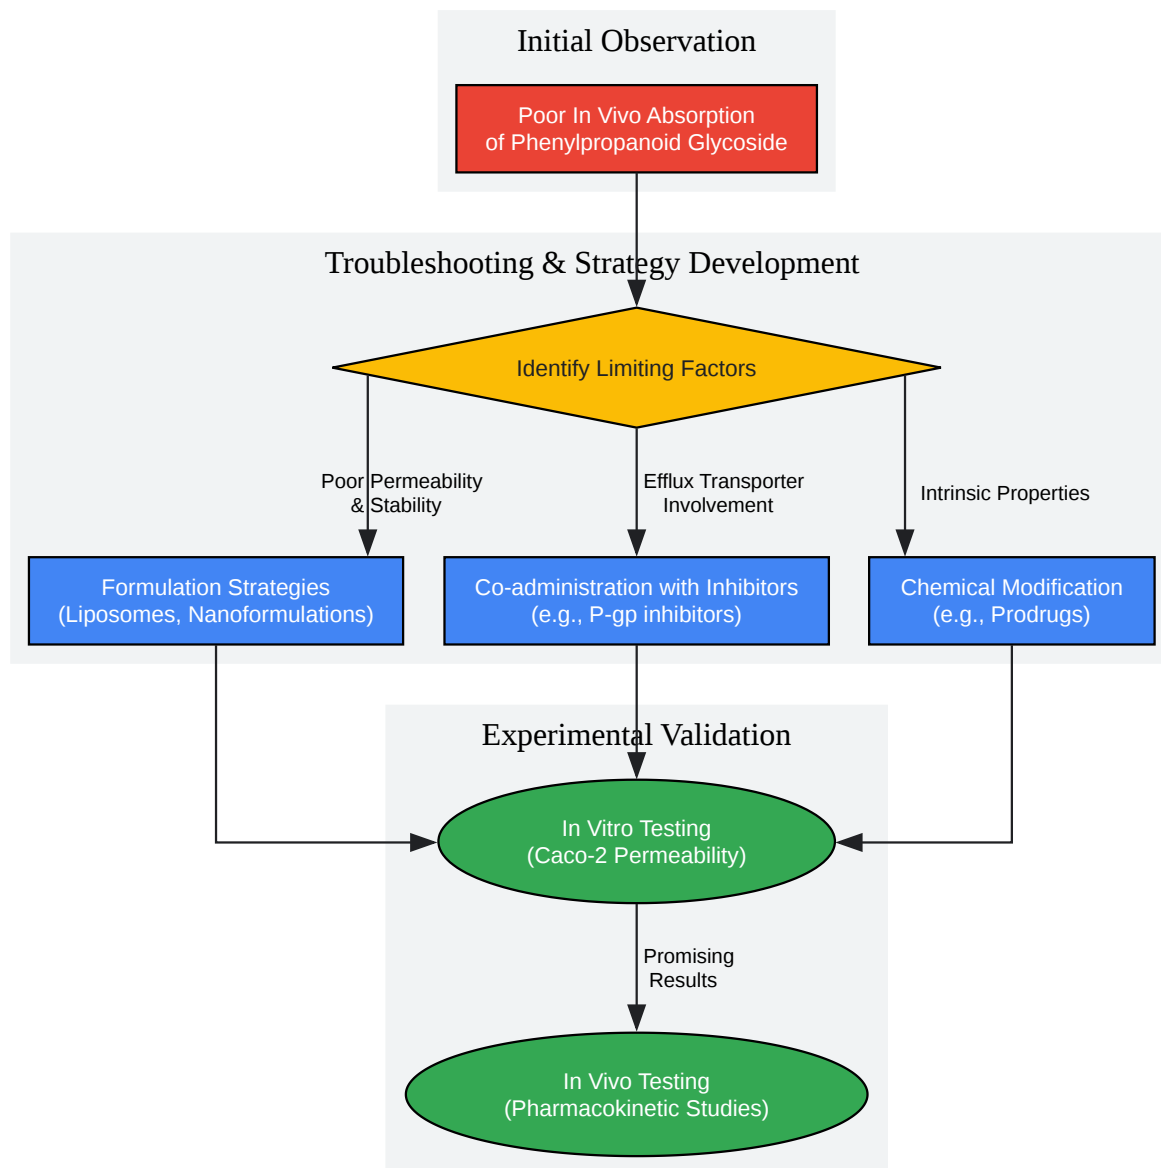 Initial Observation
Poor In Vivo Absorption
of Phenylpropanoid Glycoside
Troubleshooting & Strategy Development
Identify Limiting Factors
Poor Permeability
& Stability
Efflux Transporter
Involvement
Intrinsic Properties
Formulation Strategies
(Liposomes, Nanoformulations)
Co-administration with Inhibitors
(e.g., P-gp inhibitors)
Chemical Modification
(e.g., Prodrugs)
Experimental Validation
In Vitro Testing
(Caco-2 Permeability)
Promising
Results
In Vivo Testing
(Pharmacokinetic Studies)